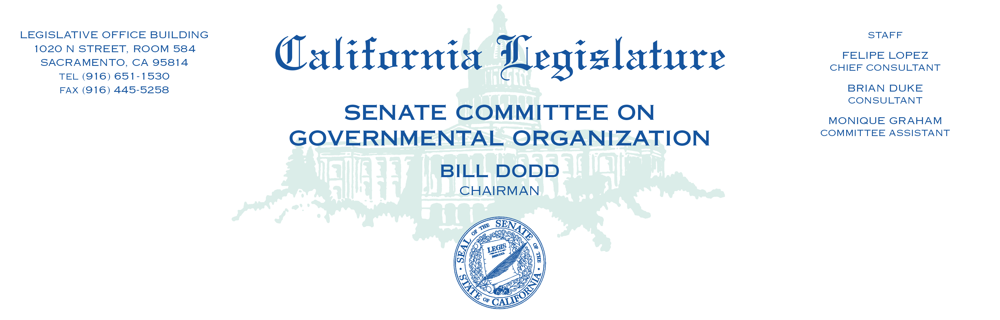 LEGISLATIVE OFFICE BUILDING
1020 N STREET, ROOM 584
SACRAMENTO, CA 95814
TEL (916) 651-1530
FAX (916) 445-5258
California Legislature
SENATE COMMITTEE ON
GOVERNMENTAL ORGANIZATION
BILL DODD
CHAIRMAN
STAFF
FELIPE LOPEZ
CHIEF CONSULTANT
BRIAN DUKE
CONSULTANT
MONIQUE GRAHAM
COMMITTEE ASSISTANT
SEAL OF THE SENATE OF THE
STATE OF CALIFORNIA
LEGIS
MDCCCL